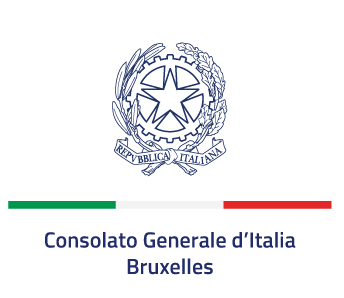 REPVBBLICA ITALIANA
Consolato Generale d'Italia
Bruxelles